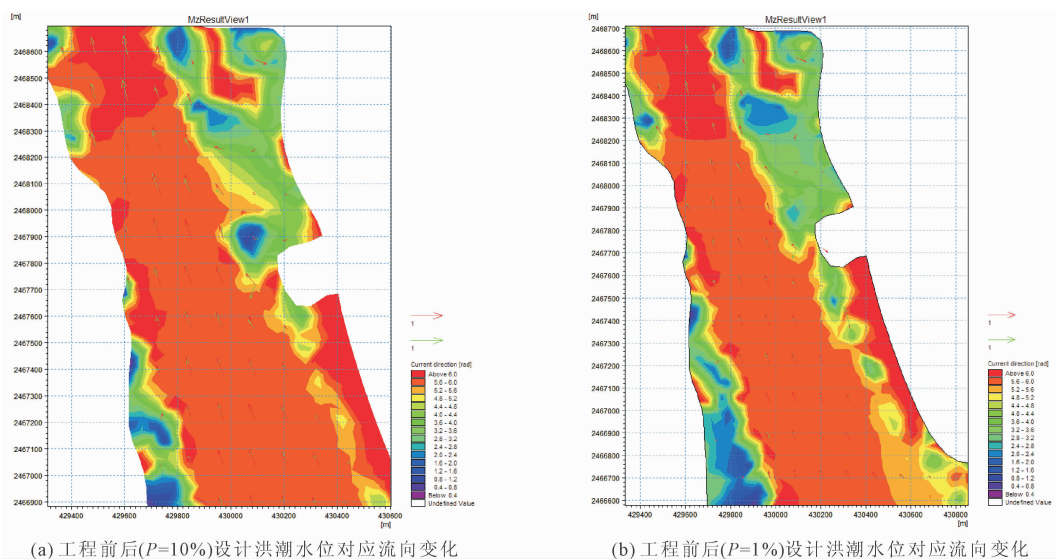 [m]
MzResultView1
2468600
2468500
2468400
2468300
2468200
2468100
2468000
2467900
2467800
2467700
2467600
2467500
2467400
2467300
2467200
2467100
2467000
2466900
429400
429600
429800
430000
430200
430400
430600
[m]
1
1
Current direction [rad]
Above 6.0
5.6 - 6.0
5.2 - 5.6
4.8 - 5.2
4.4 - 4.8
4.0 - 4.4
3.6 - 4.0
3.2 - 3.6
2.8 - 3.2
2.4 - 2.8
2.0 - 2.4
1.6 - 2.0
1.2 - 1.6
0.8 - 1.2
0.4 - 0.8
Below 0.4
Undefined Value
(a) 工程前后(P=10%)设计洪潮水位对应流向变化
[m]
MzResultView1
2468700
2468600
2468500
2468400
2468300
2468200
2468100
2468000
2467900
2467800
2467700
2467600
2467500
2467400
2467300
2467200
2467100
2467000
2466900
2466800
2466700
2466600
429400
429600
429800
430000
430200
430400
430600
430800
[m]
1
1
Current direction [rad]
Above 6.0
5.6 - 6.0
5.2 - 5.6
4.8 - 5.2
4.4 - 4.8
4.0 - 4.4
3.6 - 4.0
3.2 - 3.6
2.8 - 3.2
2.4 - 2.8
2.0 - 2.4
1.6 - 2.0
1.2 - 1.6
0.8 - 1.2
0.4 - 0.8
Below 0.4
Undefined Value
(b) 工程前后(P=1%)设计洪潮水位对应流向变化